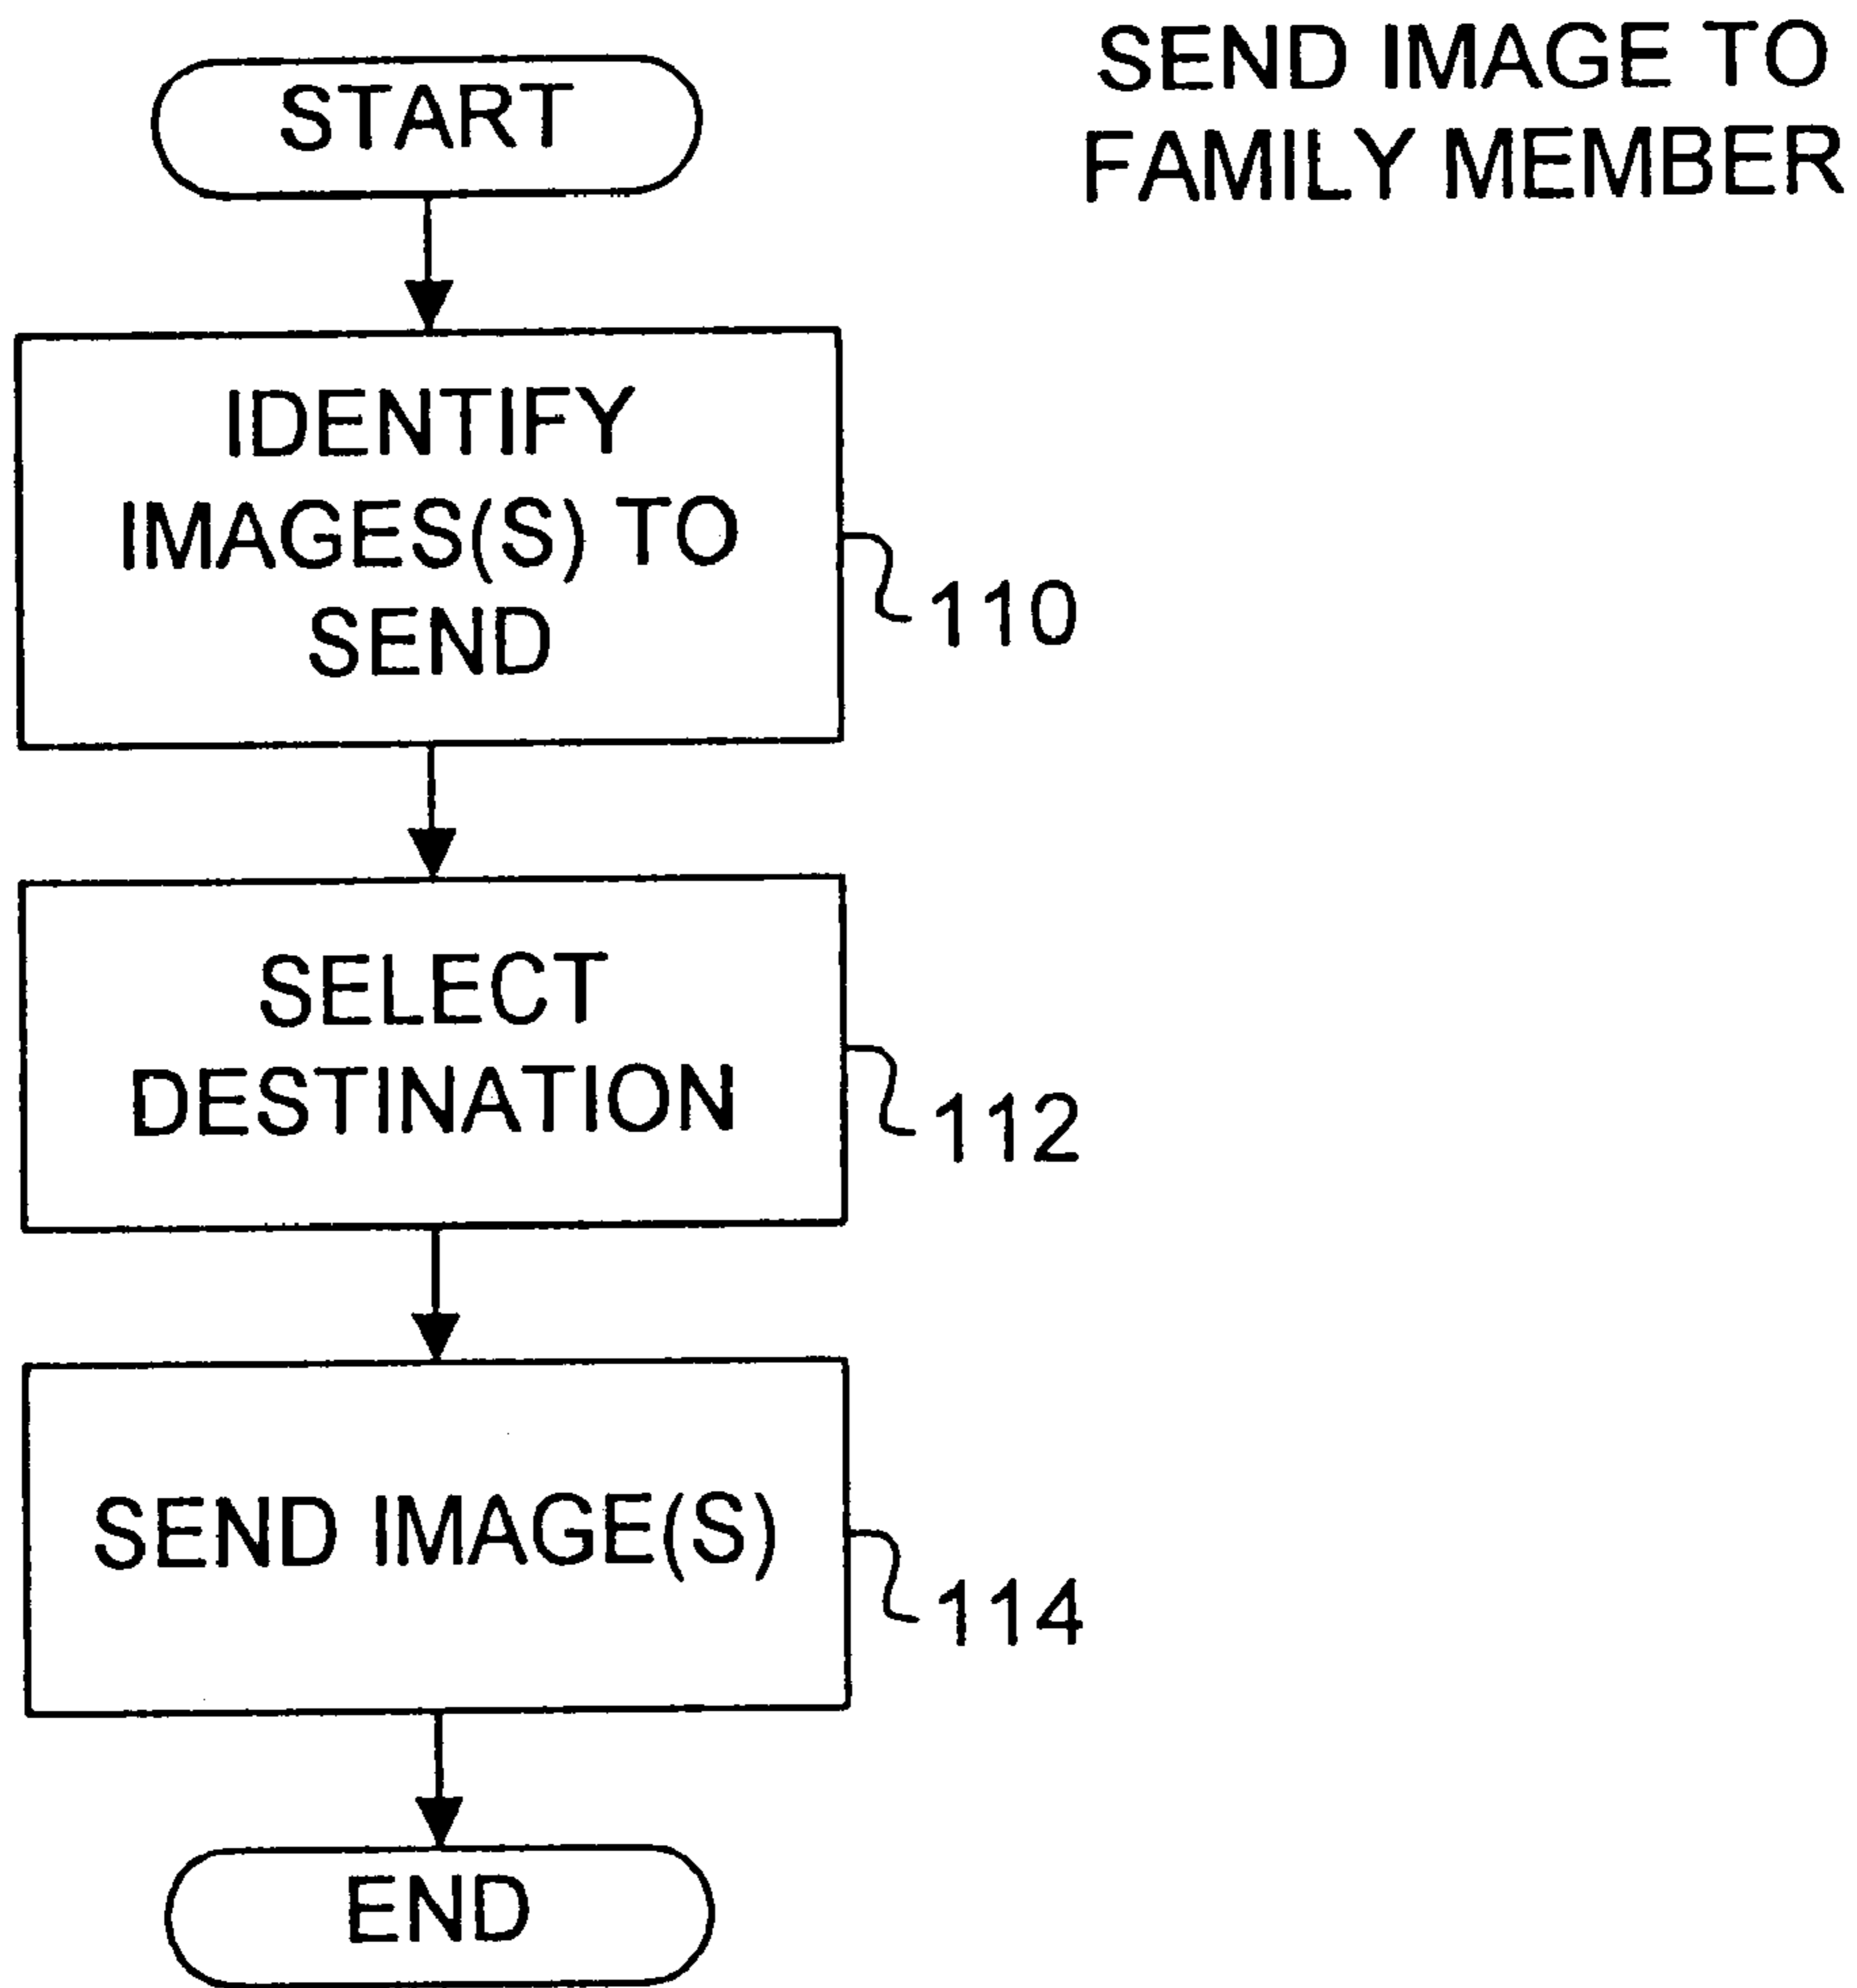 SEND IMAGE TO
FAMILY MEMBER
START
IDENTIFY
IMAGES(S) TO
SEND
110
SELECT
DESTINATION
112
SEND IMAGE(S)
114
END